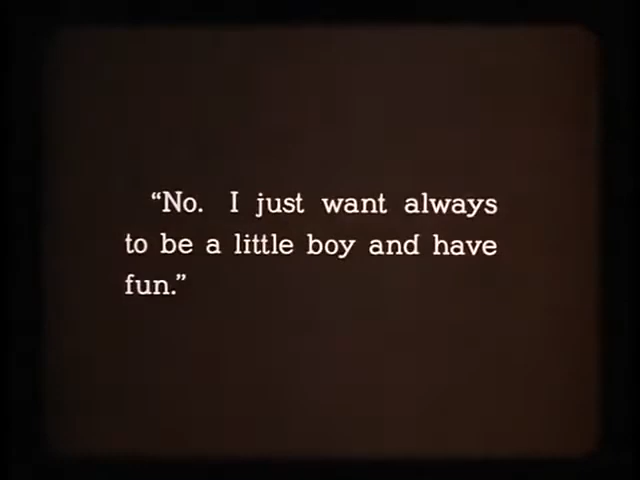 “No. I just want always
to be a little boy and have
fun.”